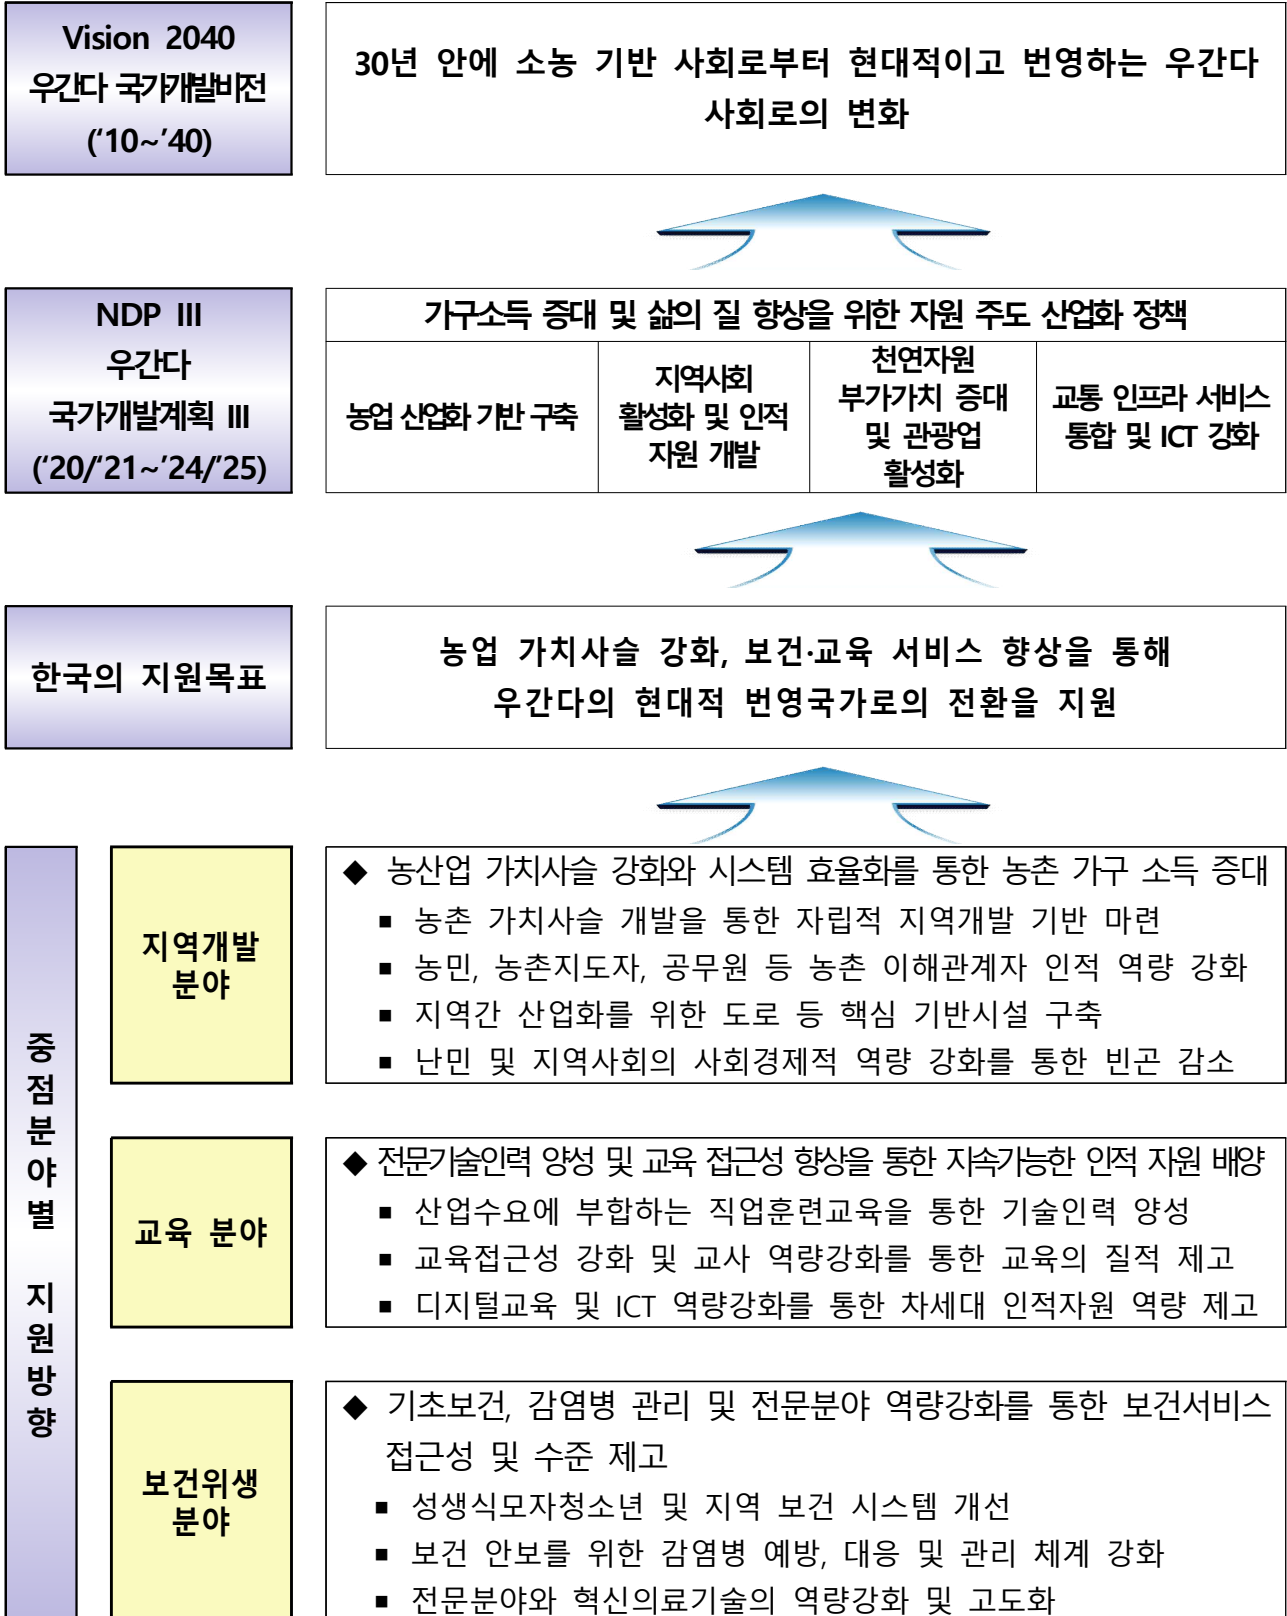 Vision 2040
우간다 국가개발비전
(‘10~’40)
30년 안에 소농 기반 사회로부터 현대적이고 번영하는 우간다
사회로의 변화
NDP III
우간다
국가개발계획 III
(‘20/’21~’24/’25)
가구소득 증대 및 삶의 질 향상을 위한 자원 주도 산업화 정책
농업 산업화 기반 구축
지역사회
활성화 및 인적
자원 개발
천연자원
부가가치 증대
및 관광업
활성화
교통 인프라 서비스
통합 및 ICT 강화
한국의 지원목표
농업 가치사슬 강화, 보건·교육 서비스 향상을 통해
우간다의 현대적 번영국가로의 전환을 지원
중점분야별 지원방향
지역개발
분야
◆ 농산업 가치사슬 강화와 시스템 효율화를 통한 농촌 가구 소득 증대
▪ 농촌 가치사슬 개발을 통한 자립적 지역개발 기반 마련
▪ 농민, 농촌지도자, 공무원 등 농촌 이해관계자 인적 역량 강화
▪ 지역간 산업화를 위한 도로 등 핵심 기반시설 구축
▪ 난민 및 지역사회의 사회경제적 역량 강화를 통한 빈곤 감소
교육 분야
◆ 전문기술인력 양성 및 교육 접근성 향상을 통한 지속가능한 인적 자원 배양
▪ 산업수요에 부합하는 직업훈련교육을 통한 기술인력 양성
▪ 교육접근성 강화 및 교사 역량강화를 통한 교육의 질적 제고
▪ 디지털교육 및 ICT 역량강화를 통한 차세대 인적자원 역량 제고
보건위생
분야
◆ 기초보건, 감염병 관리 및 전문분야 역량강화를 통한 보건서비스
접근성 및 수준 제고
▪ 성생식모자청소년 및 지역 보건 시스템 개선
▪ 보건 안보를 위한 감염병 예방, 대응 및 관리 체계 강화
▪ 전문분야와 혁신의료기술의 역량강화 및 고도화